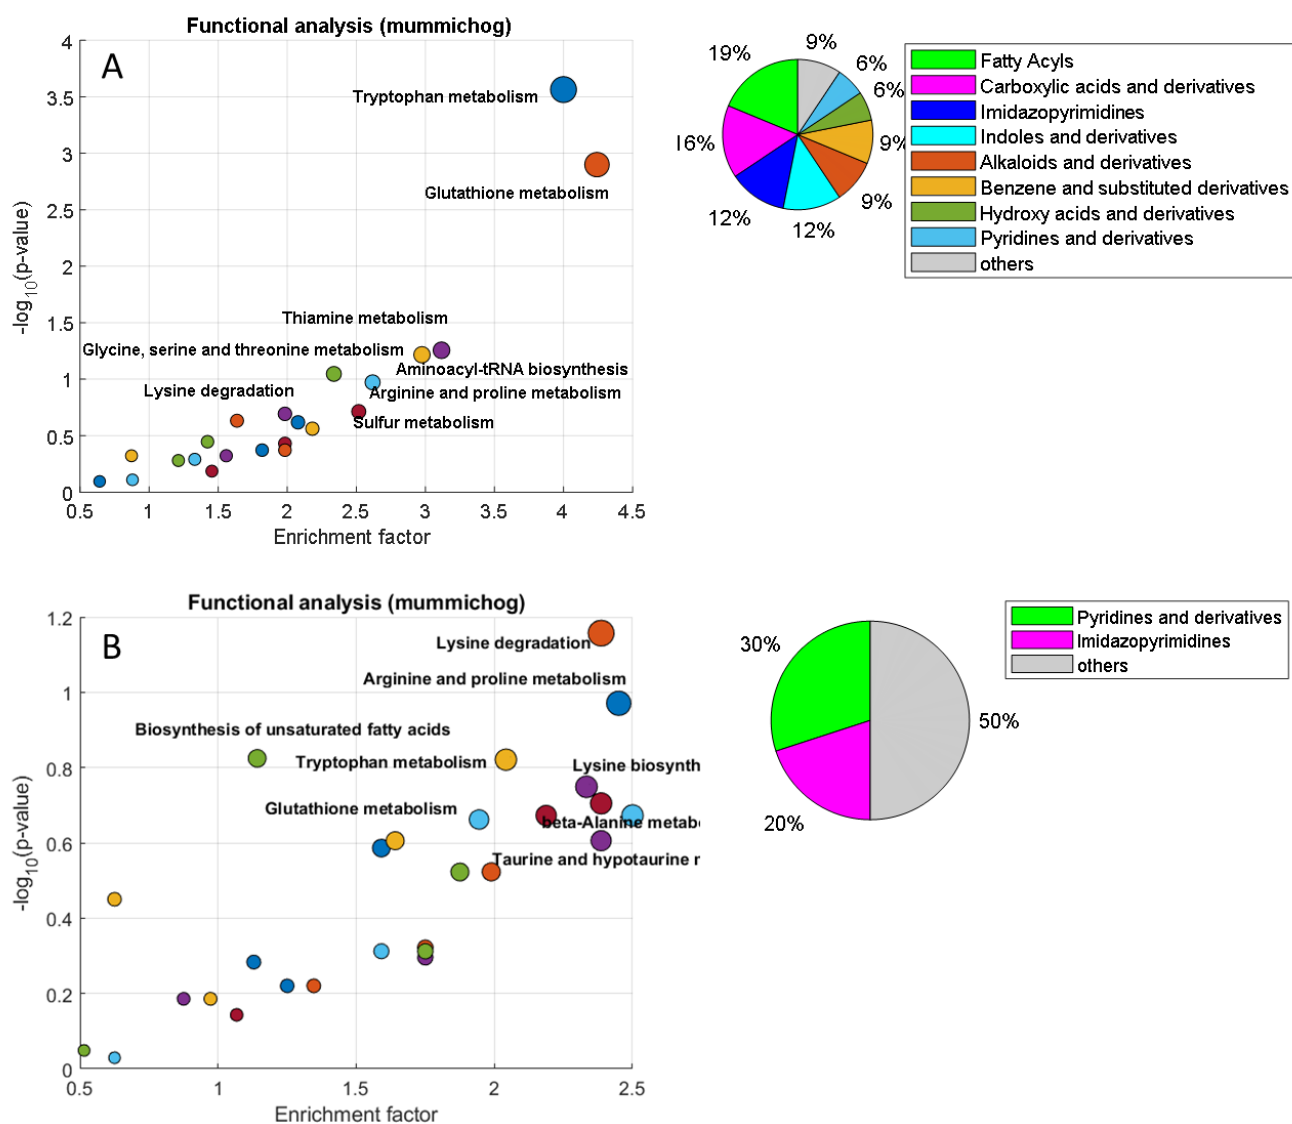 Functional analysis (mummichog)
A
4
3.5
3
2.5
2
1.5
1
0.5
0
-log10(p-value)
Tryptophan metabolism
Glutathione metabolism
Thiamine metabolism
Glycine, serine and threonine metabolism
Aminoacyl-tRNA biosynthesis
Lysine degradation
Arginine and proline metabolism
Sulfur metabolism
0.5 1 1.5 2 2.5 3 3.5 4 4.5
Enrichment factor
9%
19%
6%
6%
16%
9%
12%
9%
12%
Fatty Acyls
Carboxylic acids and derivatives
Imidazopyrimidines
Indoles and derivatives
Alkaloids and derivatives
Benzene and substituted derivatives
Hydroxy acids and derivatives
Pyridines and derivatives
others
Functional analysis (mummichog)
B
1.2
1
0.8
0.6
0.4
0.2
0
-log10(p-value)
Lysine degradation
Arginine and proline metabolism
Biosynthesis of unsaturated fatty acids
Tryptophan metabolism
Lysine biosynth
Glutathione metabolism
beta-Alanine metab
Taurine and hypotaurine
0.5 1 1.5 2 2.5
Enrichment factor
30%
50%
20%
Pyridines and derivatives
Imidazopyrimidines
others